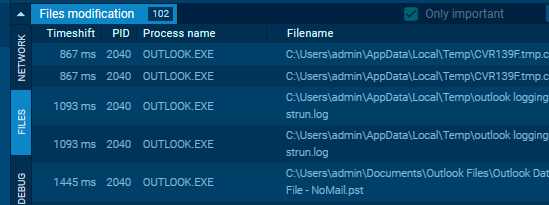 Files modification 102
Only important
Timeshift PID Process name Filename
867 ms 2040 OUTLOOK.EXE C:\Users\admin\AppData\Local\Temp\CVR139F.tmp.c
867 ms 2040 OUTLOOK.EXE C:\Users\admin\AppData\Local\Temp\CVR139F.tmp.c
1093 ms 2040 OUTLOOK.EXE C:\Users\admin\AppData\Local\Temp\outlook logging
strun.log
1093 ms 2040 OUTLOOK.EXE C:\Users\admin\AppData\Local\Temp\outlook logging
strun.log
1445 ms 2040 OUTLOOK.EXE C:\Users\admin\Documents\Outlook Files\Outlook Dat
File - NoMail.pst
NETWORK
FILES
DEBUG